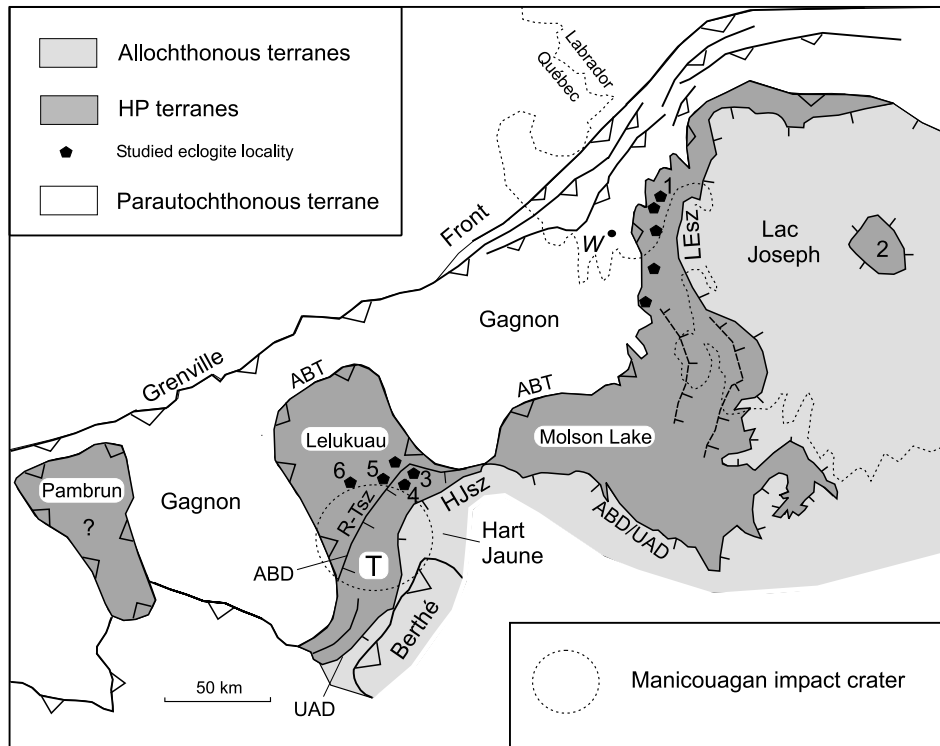 Allochthonous terranes
HP terranes
Studied eclogite locality
Parautochthonous terrane
Labrador
Québec
Front
Grenville
W
1
LEsz
Lac
Joseph
2
Gagnon
ABT
ABT
Lelukuau
Molson Lake
Pambrun
?
Gagnon
6
5
3
4
R-Tsz
HJsz
ABD/UAD
Hart
Jaune
ABD
T
Berthé
50 km
UAD
Manicouagan impact crater